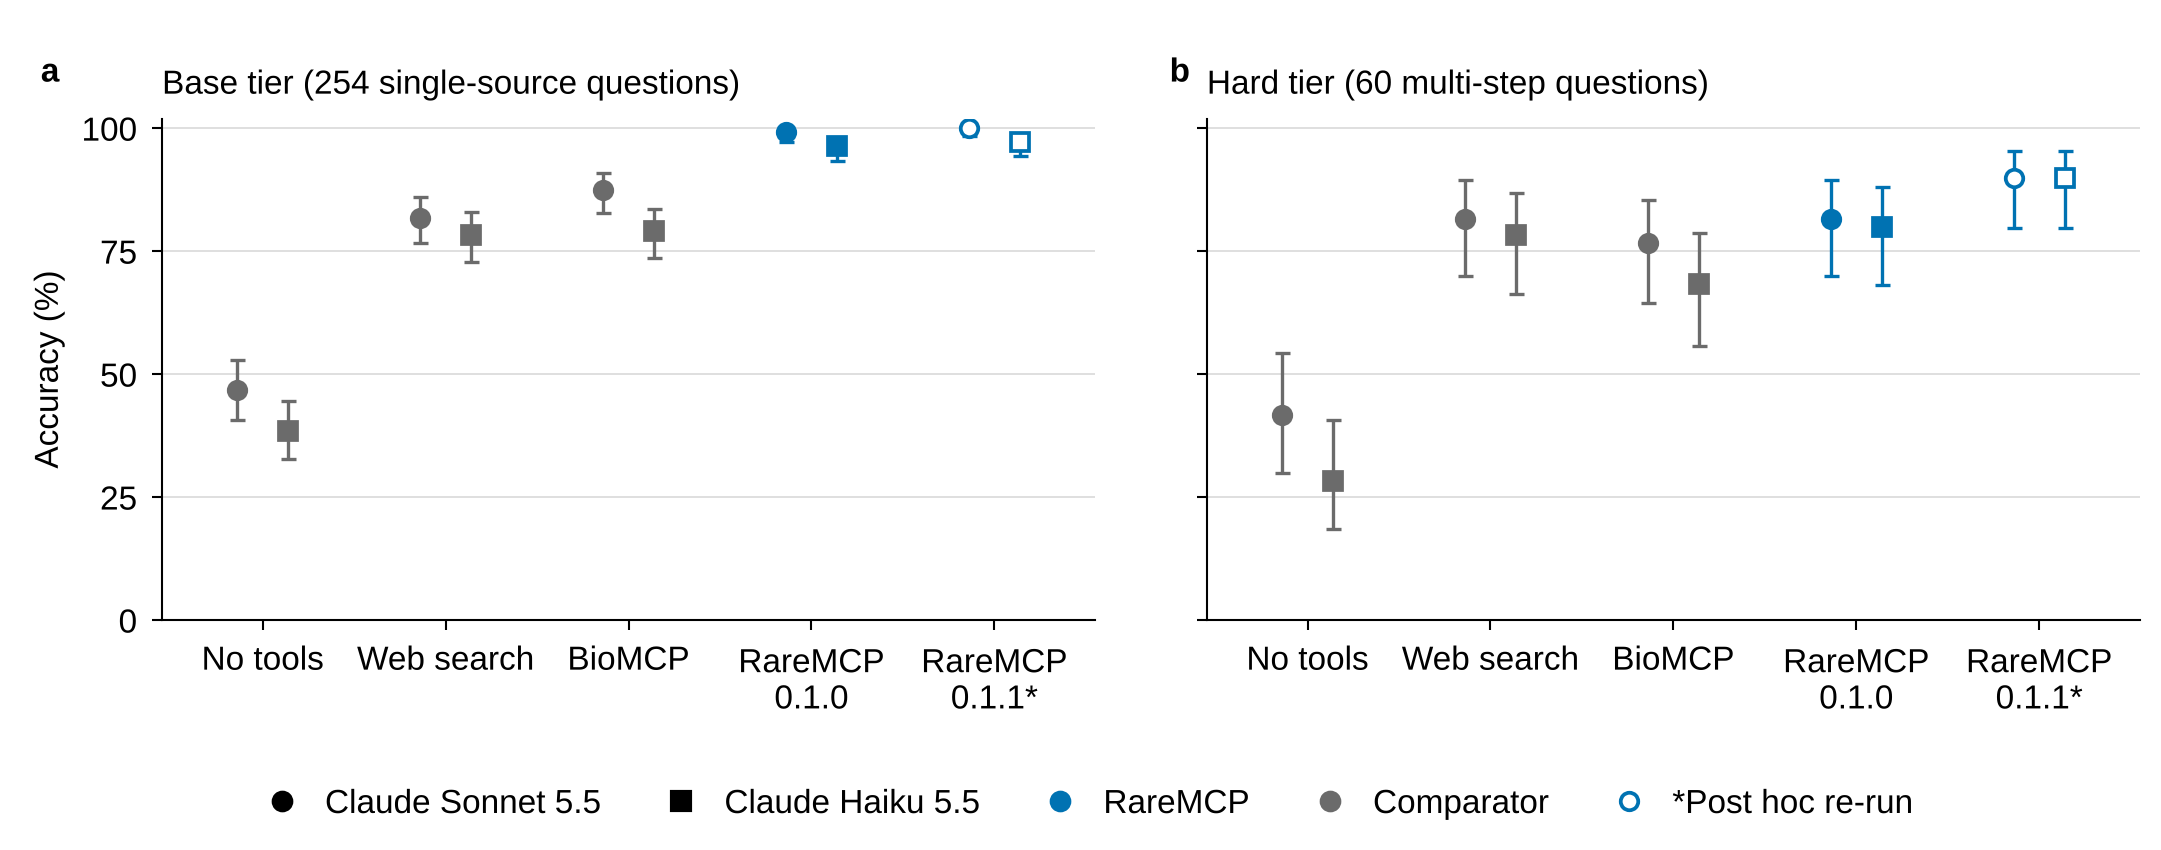 a
Base tier (254 single-source questions)
b
Hard tier (60 multi-step questions)
Accuracy (%)
100
75
50
25
0
No tools
Web search
BioMCP
RareMCP
0.1.0
RareMCP
0.1.1*
No tools
Web search
BioMCP
RareMCP
0.1.0
RareMCP
0.1.1*
Claude Sonnet 5.5
Claude Haiku 5.5
RareMCP
Comparator
*Post hoc re-run